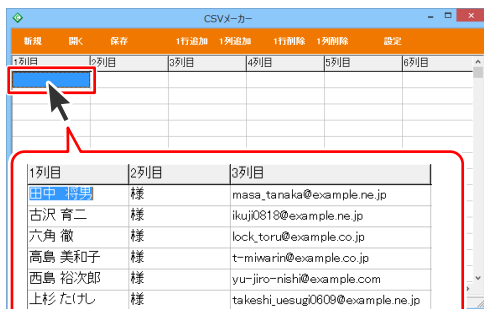 CSVメーカー
新規 開く 保存 1行追加 1列追加 1行削除 1列削除 設定
1列目 2列目 3列目 4列目 5列目 6列目
1列目 2列目 3列目
田中 将男 様 masa_tanaka@example.ne.jp
古沢 育二 様 ikuji0818@example.ne.jp
六角 徹 様 lock_toru@example.co.jp
高島 美和子 様 t-miwarin@example.co.jp
西島 裕次郎 様 yu-jiro-nishi@example.com
上杉 たけし 様 takeshi_uesugi0609@example.ne.jp